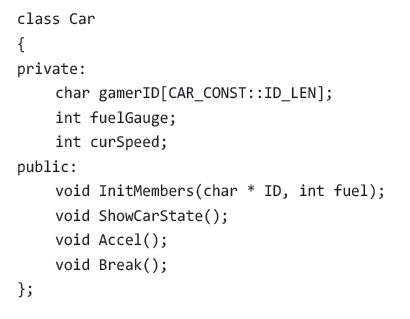 class Car
{
private:
    char gamerID[CAR_CONST::ID_LEN];
    int fuelGauge;
    int curSpeed;
public:
    void InitMembers(char * ID, int fuel);
    void ShowCarState();
    void Accel();
    void Break();
};